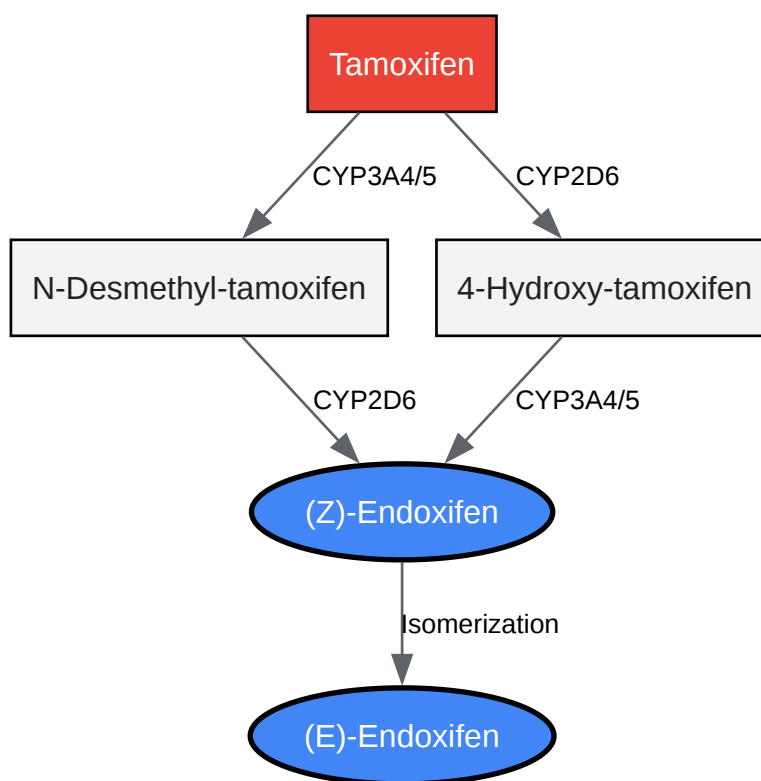 Tamoxifen
CYP3A4/5
CYP2D6
N-Desmethyl-tamoxifen
4-Hydroxy-tamoxifen
CYP2D6
CYP3A4/5
(Z)-Endoxifen
Isomerization
(E)-Endoxifen